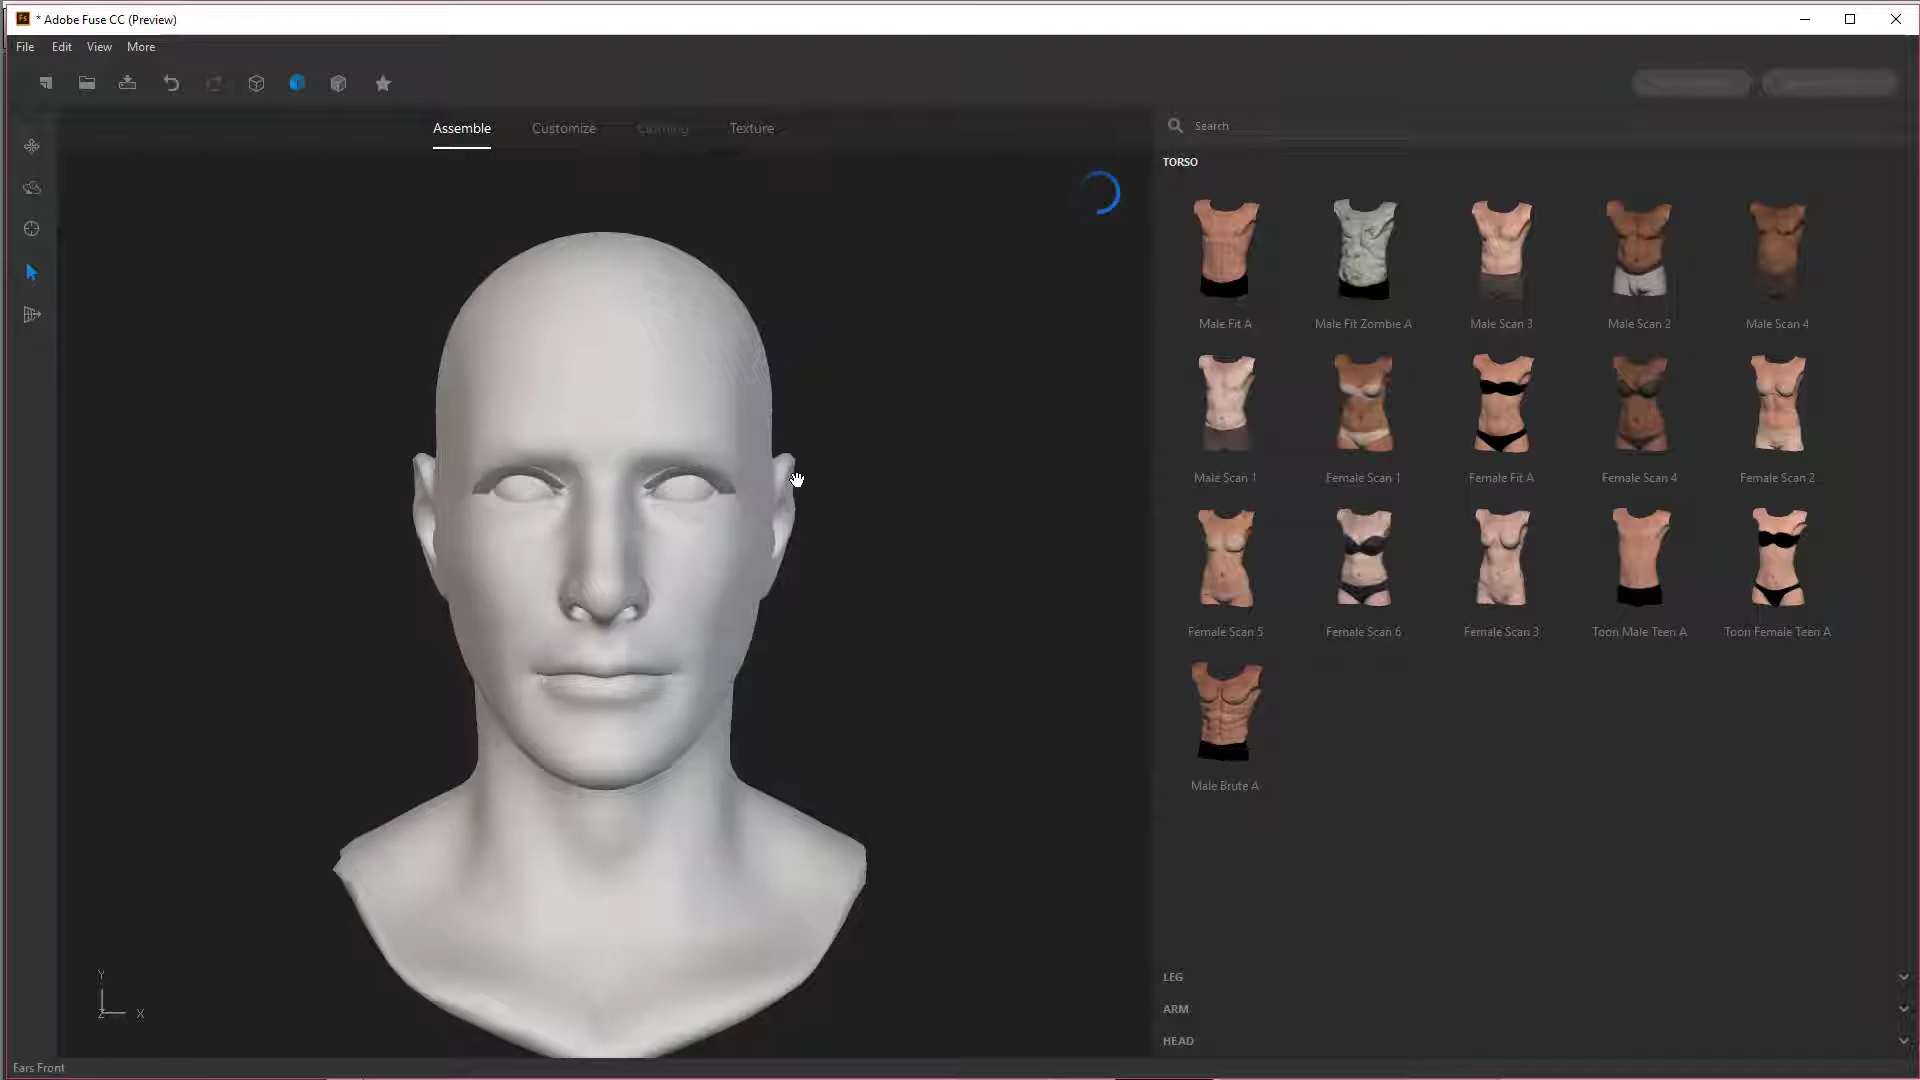 * Adobe Fuse CC (Preview)
File Edit View More
Assemble Customize Clothing Texture
Search
TORSO
Male Fit A Male Fit Zombie A Male Scan 3 Male Scan 2 Male Scan 4
Male Scan 1 Female Scan 1 Female Fit A Female Scan 4 Female Scan 2
Female Scan 5 Female Scan 6 Female Scan 3 Toon Male Teen A Toon Female Teen A
Male Brute A
Y
Z X
LEG
ARM
HEAD
Ears Front